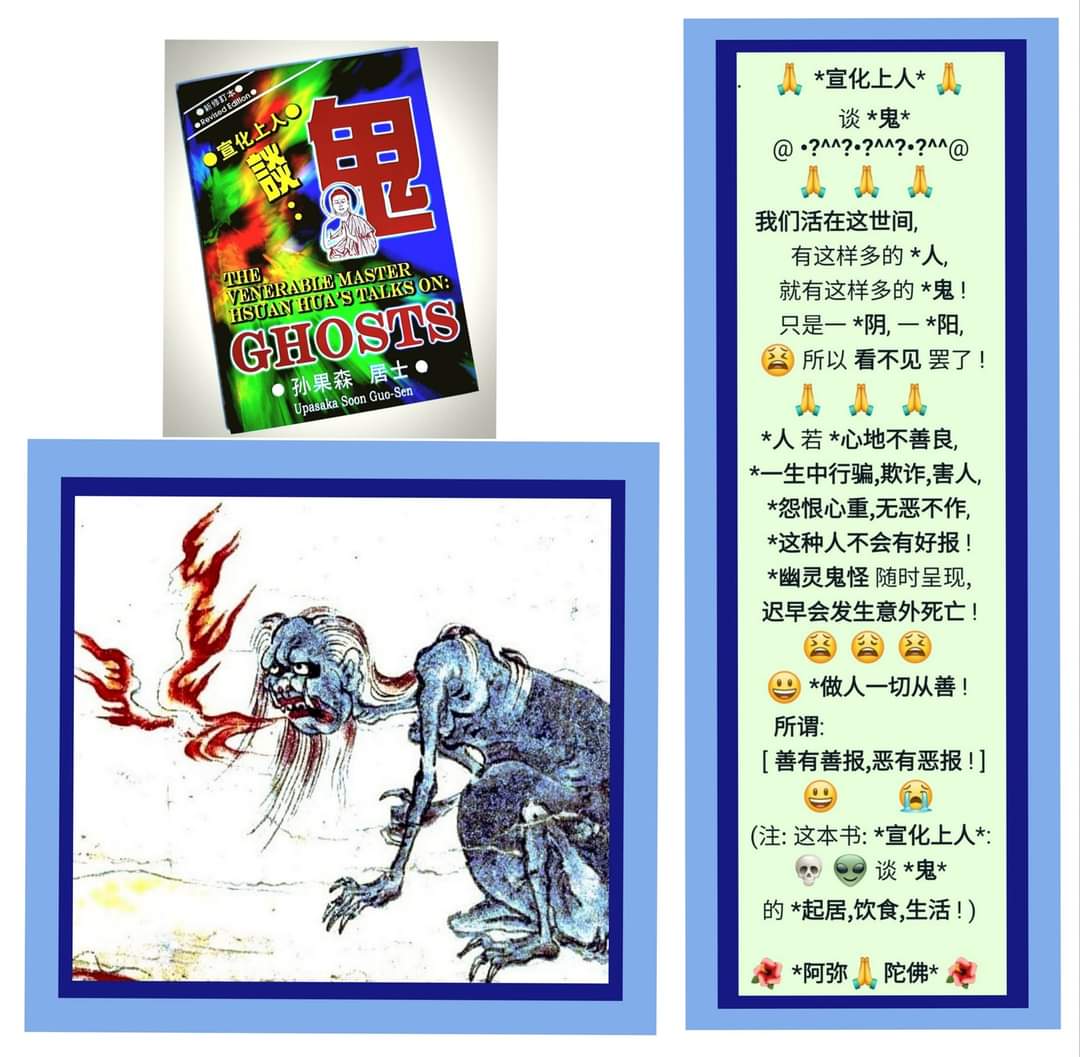 ●新修訂本●
●Revised Edition●
●宣化上人●
談:
鬼
THE
VENERABLE MASTER
HSUAN HUA'S TALKS ON:
GHOSTS
●孙果森 居士●
Upasaka Soon Guo-Sen
🙏 *宣化上人* 🙏
谈 *鬼*
@ •?^^?•?^^?•?^^@
🙏 🙏 🙏
我们活在这世间,
有这样多的 *人,
就有这样多的 *鬼 !
只是一 *阴, 一 *阳,
😫 所以 看不见 罢了 !
🙏 🙏 🙏
*人 若 *心地不善良,
*一生中行骗,欺诈,害人,
*怨恨心重,无恶不作,
*这种人不会有好报 !
*幽灵鬼怪 随时呈现,
迟早会发生意外死亡 !
😫 😫 😫
😃 *做人一切从善 !
所谓:
[ 善有善报,恶有恶报 ! ]
😃 😭
(注: 这本书: *宣化上人*:
💀 👽 谈 *鬼*
的 *起居,饮食,生活 ! )
🌺 *阿弥🙏陀佛* 🌺